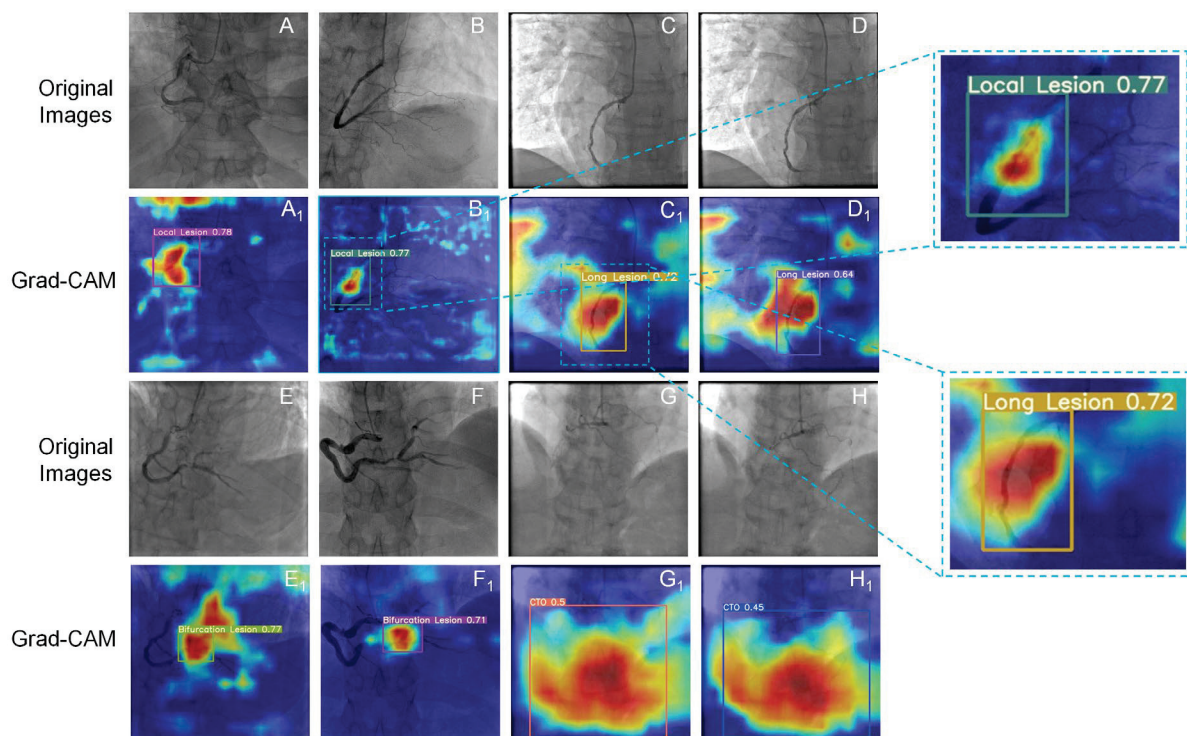 Original
Images
A
B
C
D
Local Lesion 0.77
Grad-CAM
A1
Local Lesion 0.78
B1
Local Lesion 0.77
C1
Long Lesion 0.72
D1
Long Lesion 0.64
Original
Images
E
F
G
H
Long Lesion 0.72
Grad-CAM
E1
Bifurcation Lesion 0.77
F1
Bifurcation Lesion 0.71
G1
CTO 0.5
H1
CTO 0.45